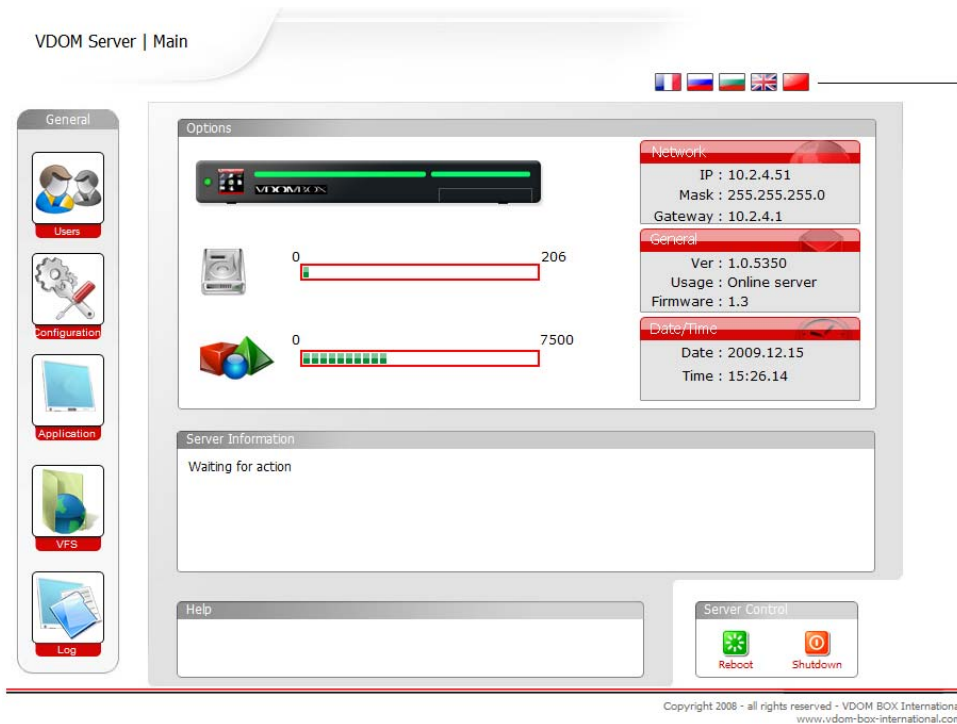 VDOM Server | Main
General
Users
Configuration
Application
VFS
Log
Options
VDOMBOX
0 206
0 7500
Network
IP : 10.2.4.51
Mask : 255.255.255.0
Gateway : 10.2.4.1
General
Ver : 1.0.5350
Usage : Online server
Firmware : 1.3
Date/Time
Date : 2009.12.15
Time : 15:26.14
Server Information
Waiting for action
Help
Server Control
Reboot Shutdown
Copyright 2008 - all rights reserved - VDOM BOX Internationa
www.vdom-box-international.com